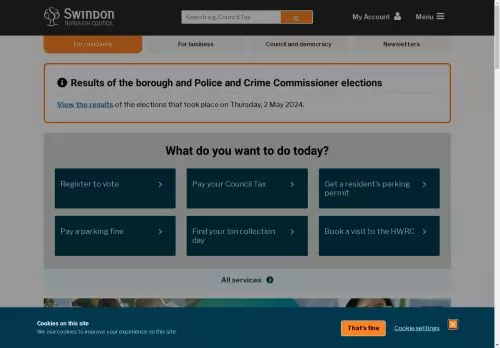 Swindon
BOROUGH COUNCIL
Search e.g. Council Tax
My Account
Menu
For residents
For business
Council and democracy
Newsletters
Results of the borough and Police and Crime Commissioner elections
View the results of the elections that took place on Thursday, 2 May 2024.
What do you want to do today?
Register to vote
Pay your Council Tax
Get a resident's parking
permit
Pay a parking fine
Find your bin collection
day
Book a visit to the HWRC
All services
Cookies on this site
We use cookies to improve your experience on this site.
That's fine
Cookie settings